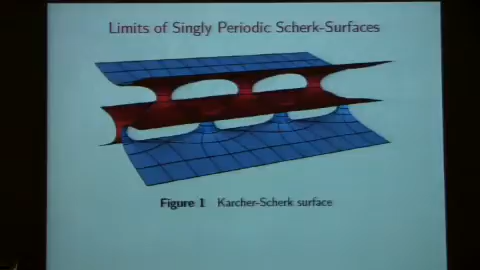 Limits of Singly Periodic Scherk-Surfaces
Figure 1 Karcher-Scherk surface